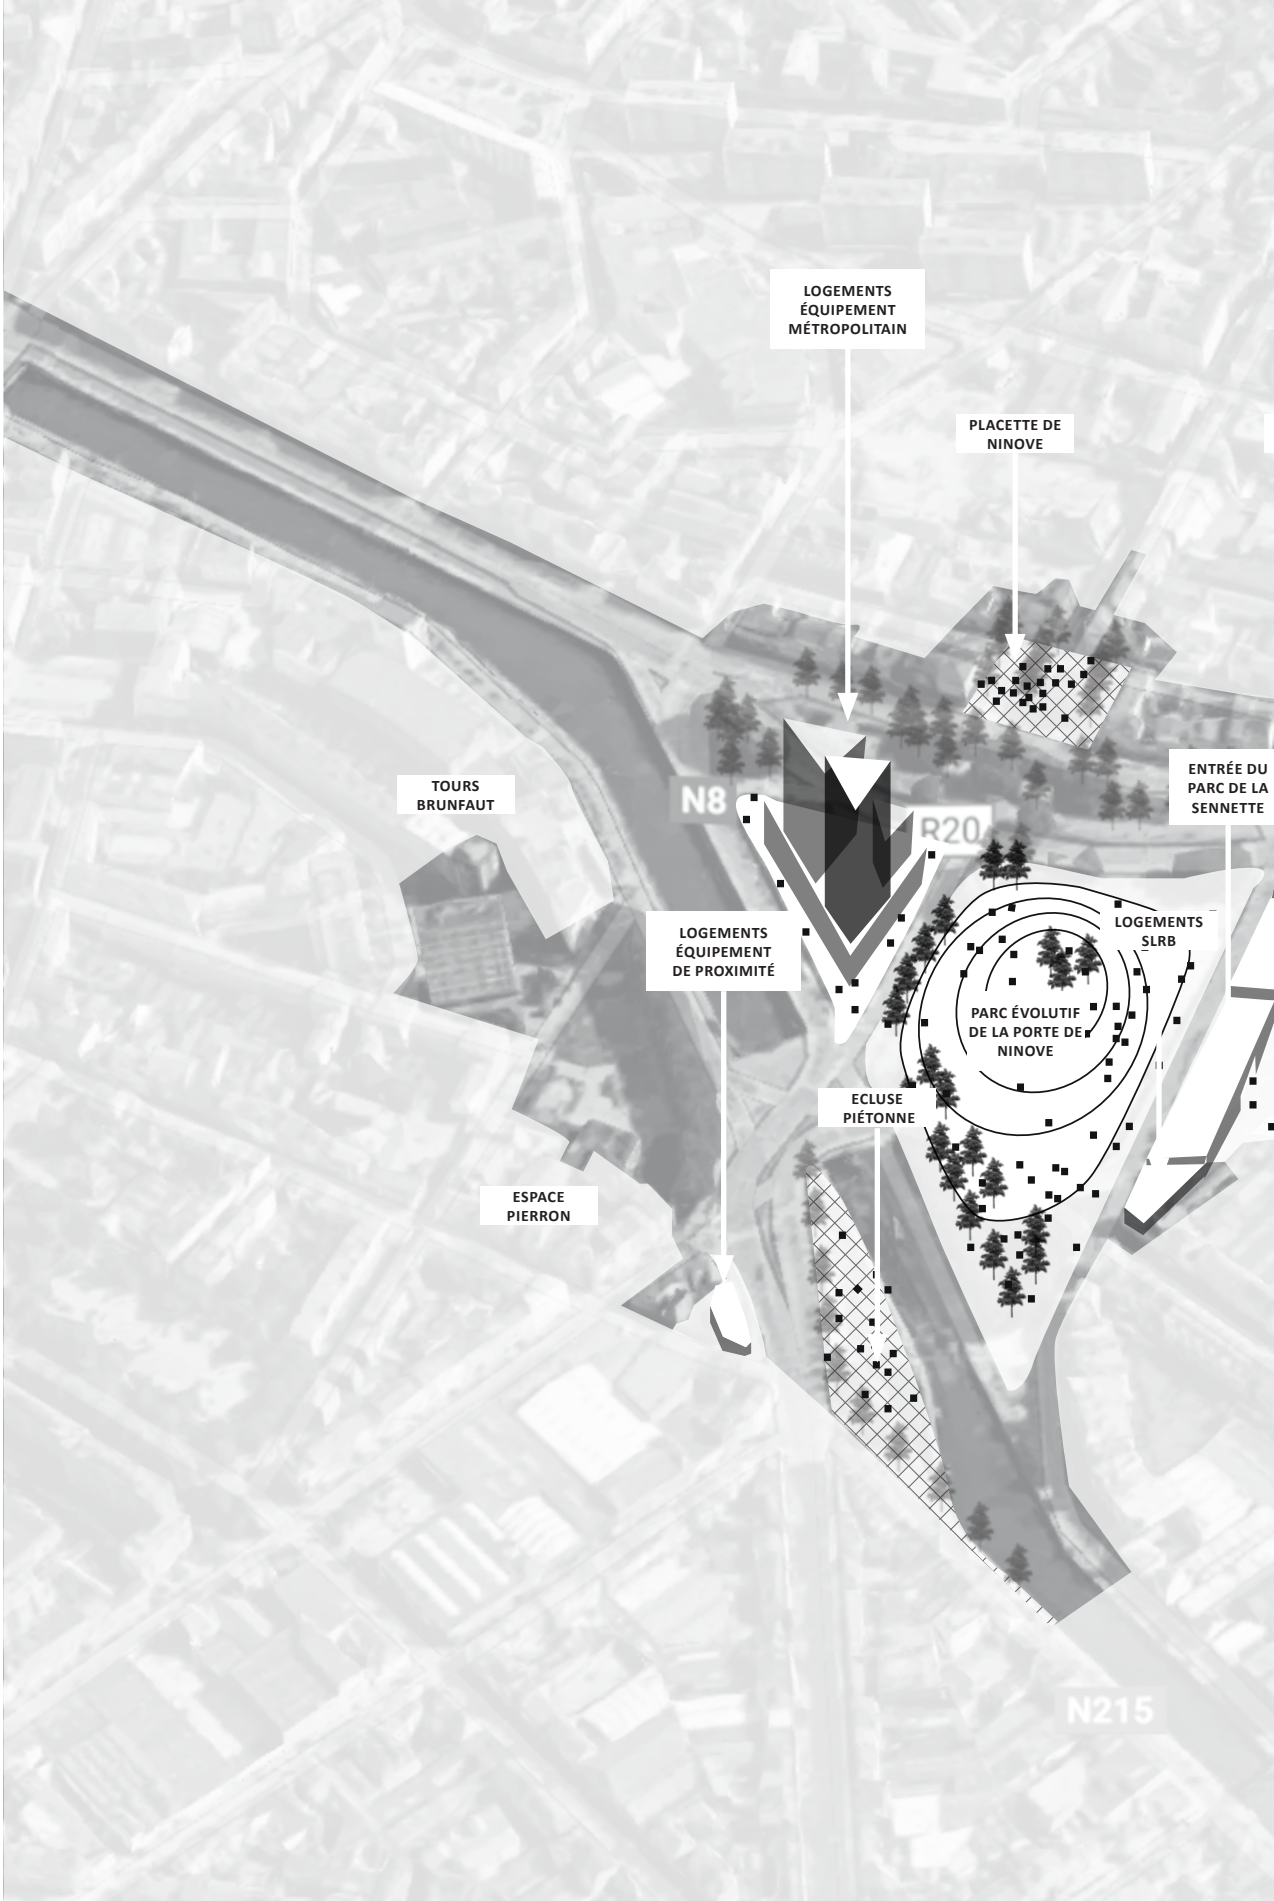 LOGEMENTS
ÉQUIPEMENT
MÉTROPOLITAIN
PLACETTE DE
NINOVE
ENTRÉE DU
PARC DE LA
SENNETTE
TOURS
BRUNFAUT
N8
R20
LOGEMENTS
ÉQUIPEMENT
DE PROXIMITÉ
LOGEMENTS
SLRB
PARC ÉVOLUTIF
DE LA PORTE DE
NINOVE
ECLUSE
PIÉTONNE
ESPACE
PIERRON
N215